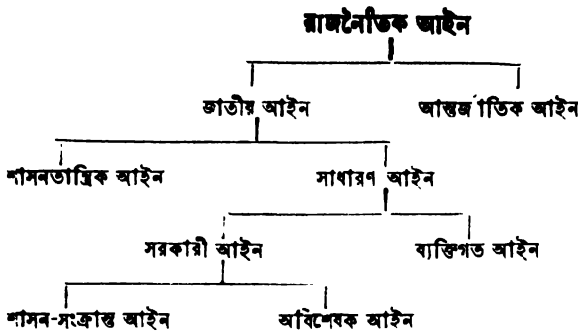 রাজনৈতিক আইন
জাতীয় আইন আন্তর্জাতিক আইন
শাসনতান্ত্রিক আইন সাধারণ আইন
সরকারী আইন ব্যক্তিগত আইন
শাসন-সংক্রান্ত আইন অবিশেষক আইন